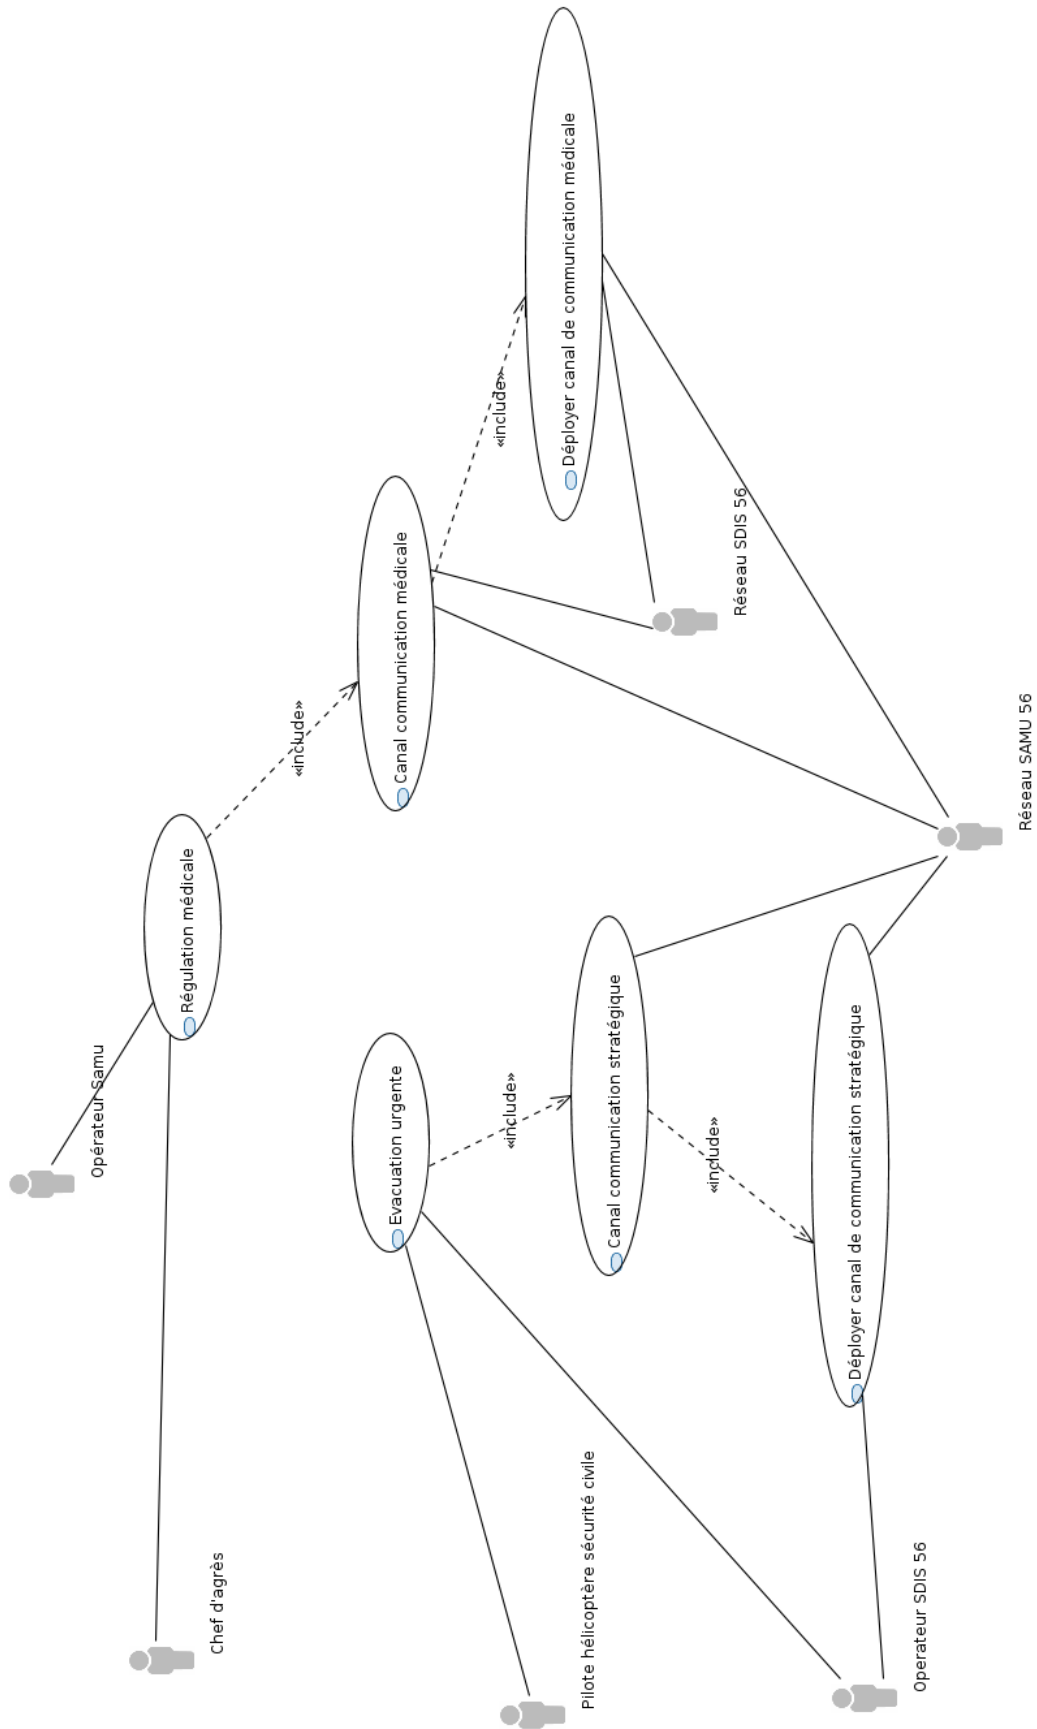 Opérateur Samu
Chef d'agrès
Régulation médicale
«include»
Canal communication médicale
«include»
Déployer canal de communication médicale
Evacuation urgente
«include»
Canal communication stratégique
«include»
Déployer canal de communication stratégique
Pilote hélicoptère sécurité civile
Operateur SDIS 56
Réseau SDIS 56
Réseau SAMU 56